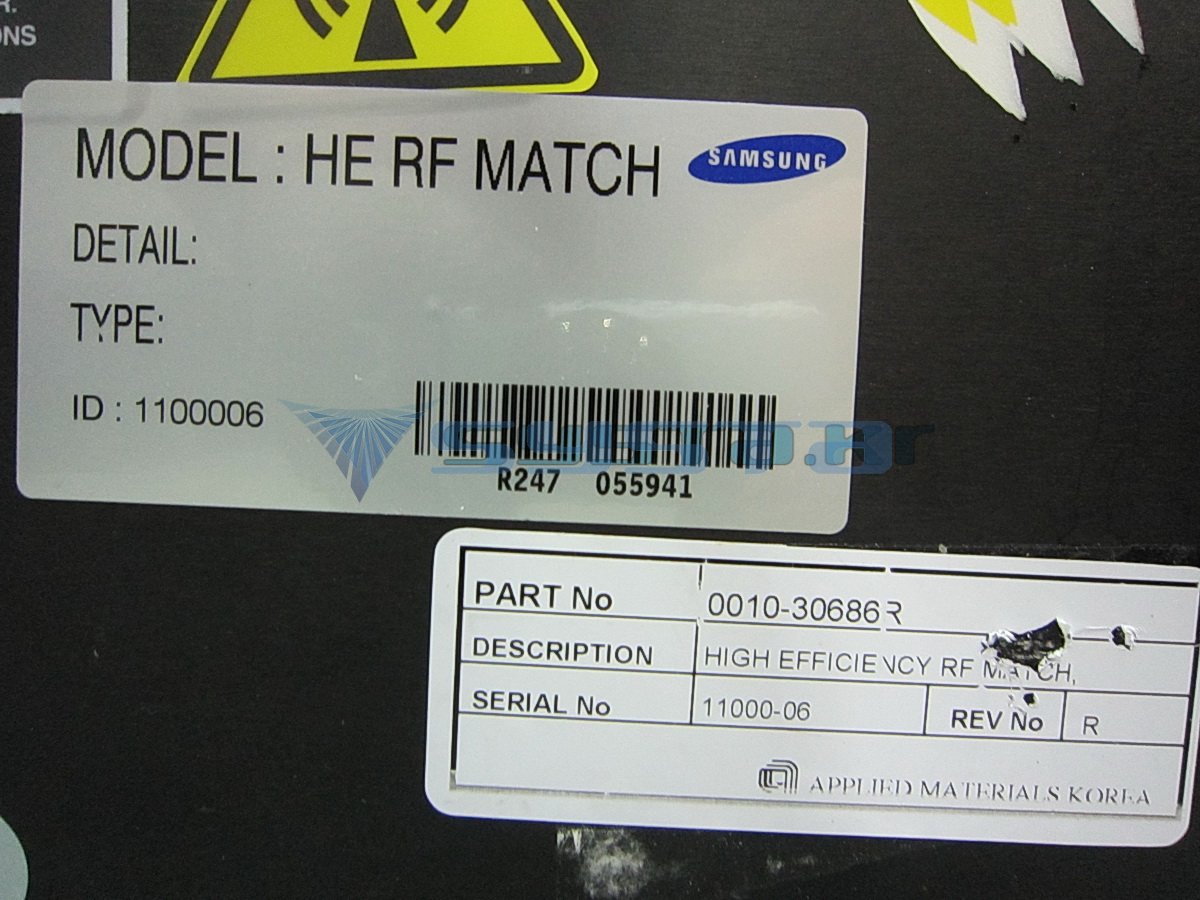 R.
ONS
MODEL : HE RF MATCH
SAMSUNG
DETAIL:
TYPE:
ID : 1100006
R247 055941
PART No 0010-30686R
DESCRIPTION HIGH EFFICIENCY RF MATCH,
SERIAL No 11000-06 REV No R
APPLIED MATERIALS KOREA